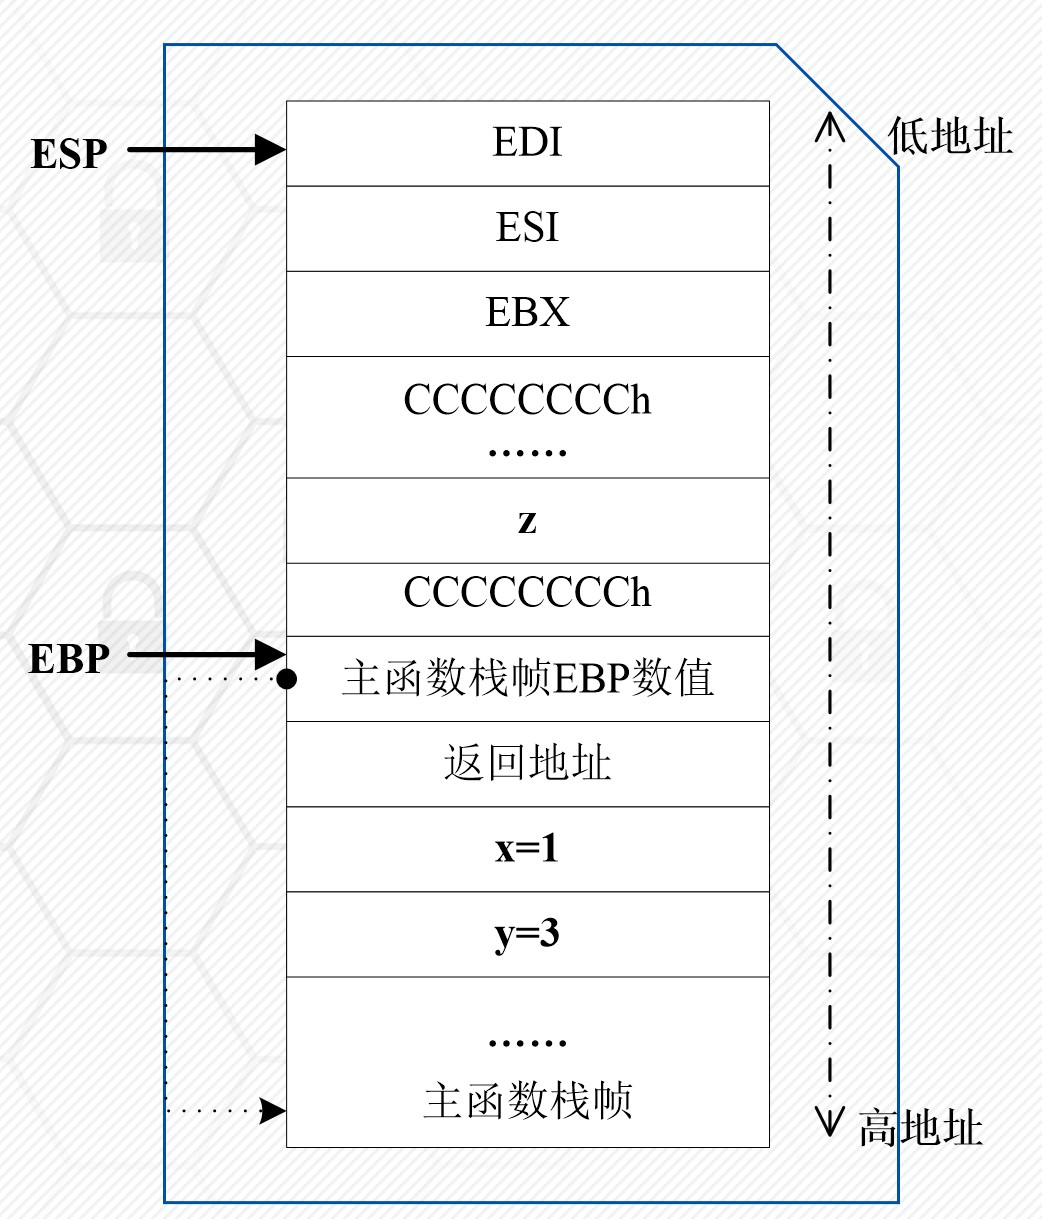 低地址
ESP
EDI
ESI
EBX
CCCCCCCCh
……
z
CCCCCCCCh
EBP
主函数栈帧EBP数值
返回地址
x=1
y=3
……
主函数栈帧
高地址